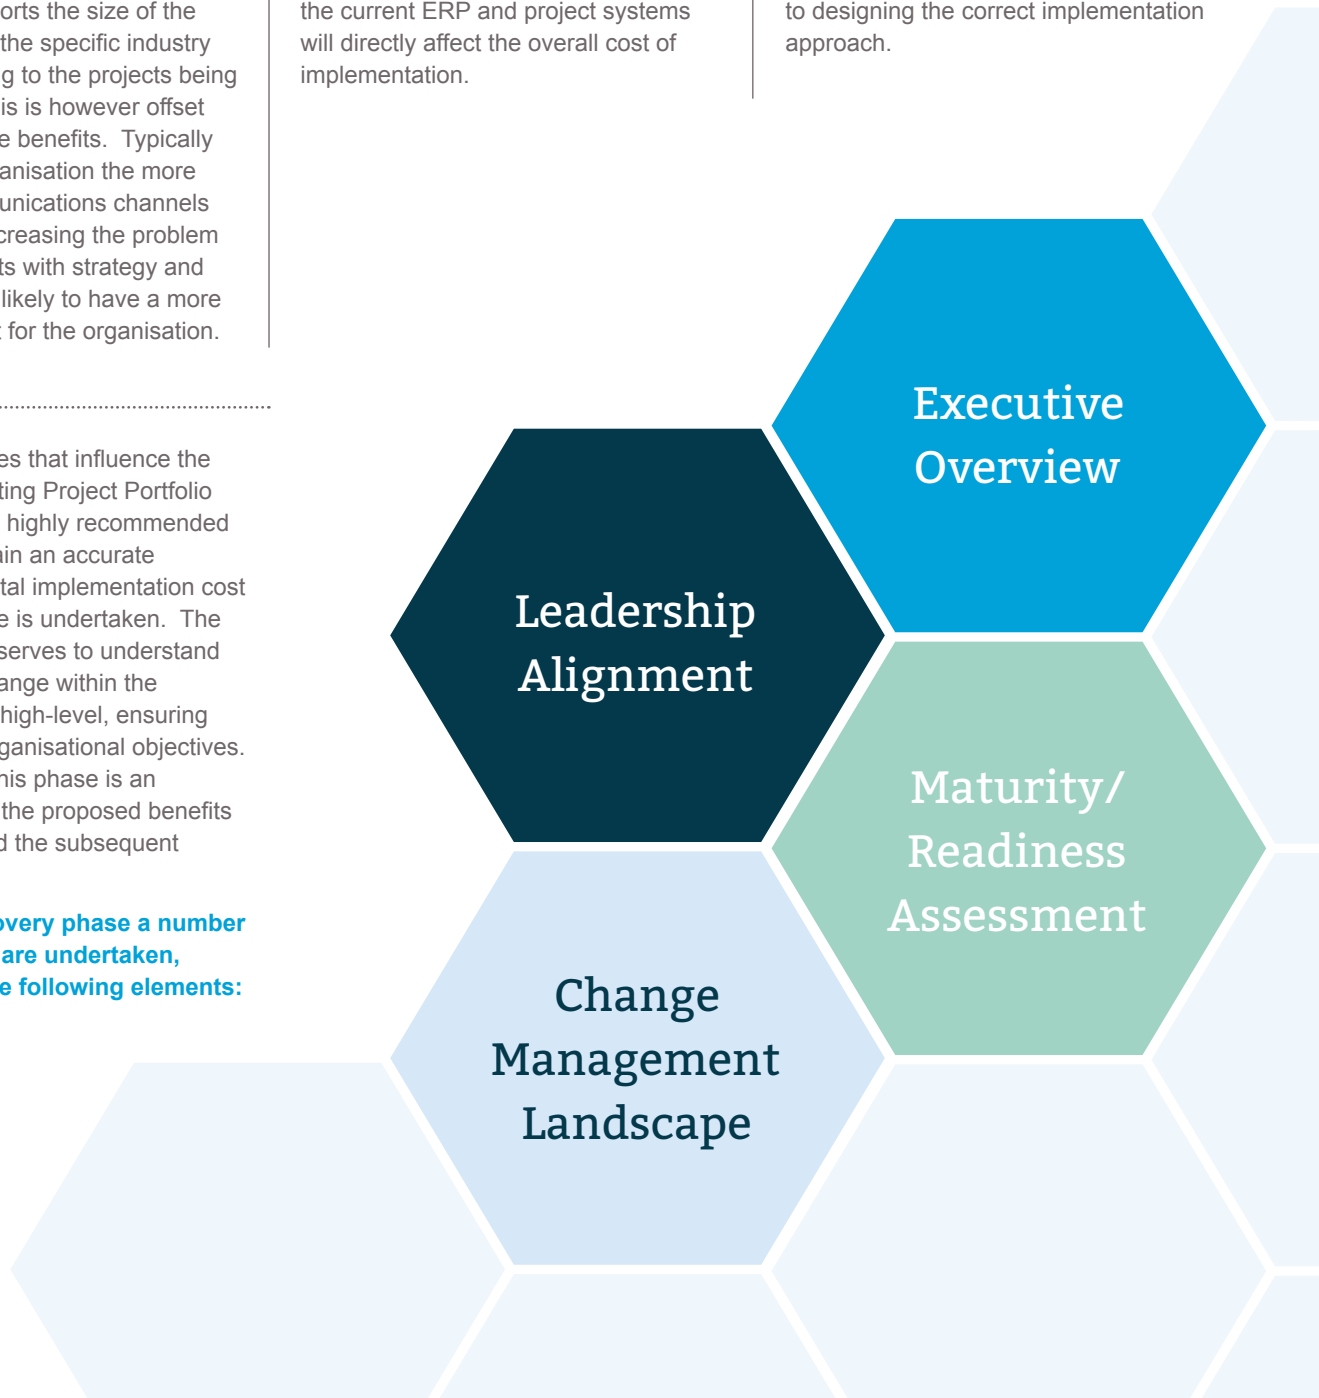 orts the size of the
the specific industry
g to the projects being
is is however offset
e benefits. Typically
anisation the more
unications channels
creasing the problem
ts with strategy and
likely to have a more
t for the organisation.
the current ERP and project systems
will directly affect the overall cost of
implementation.
to designing the correct implementation
approach.
es that influence the
ting Project Portfolio
highly recommended
ain an accurate
tal implementation cost
e is undertaken. The
serves to understand
ange within the
high-level, ensuring
ganisational objectives.
his phase is an
the proposed benefits
d the subsequent
overy phase a number
are undertaken,
e following elements:
Executive
Overview
Leadership
Alignment
Maturity/
Readiness
Assessment
Change
Management
Landscape